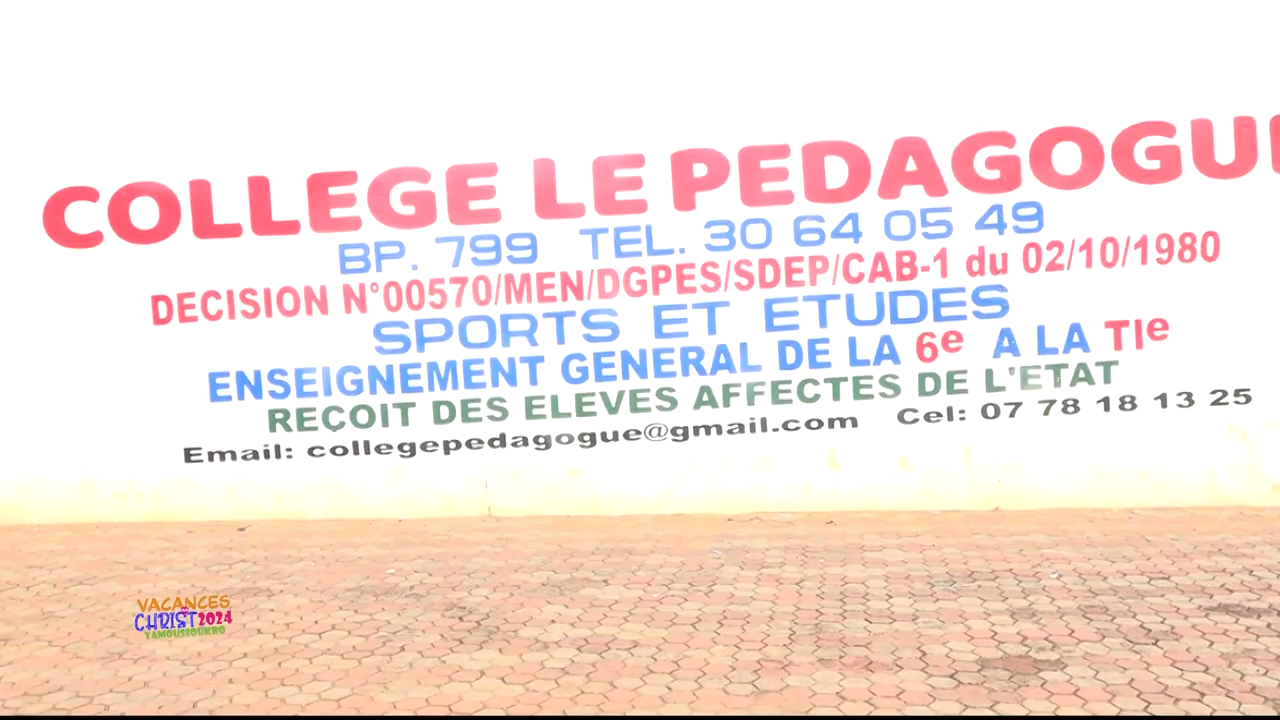 COLLEGE LE PEDAGOGUE
BP. 799 TEL. 30 64 05 49
DECISION N°00570/MEN/DGPES/SDEP/CAB-1 du 02/10/1980
SPORTS ET ETUDES
ENSEIGNEMENT GENERAL DE LA 6e A LA Tle
REÇOIT DES ELEVES AFFECTES DE L'ETAT
Email: collegepedagogue@gmail.com Cel: 07 78 18 13 25
VACANCES
CHRIST 2024
YAMOUSSOUKRO